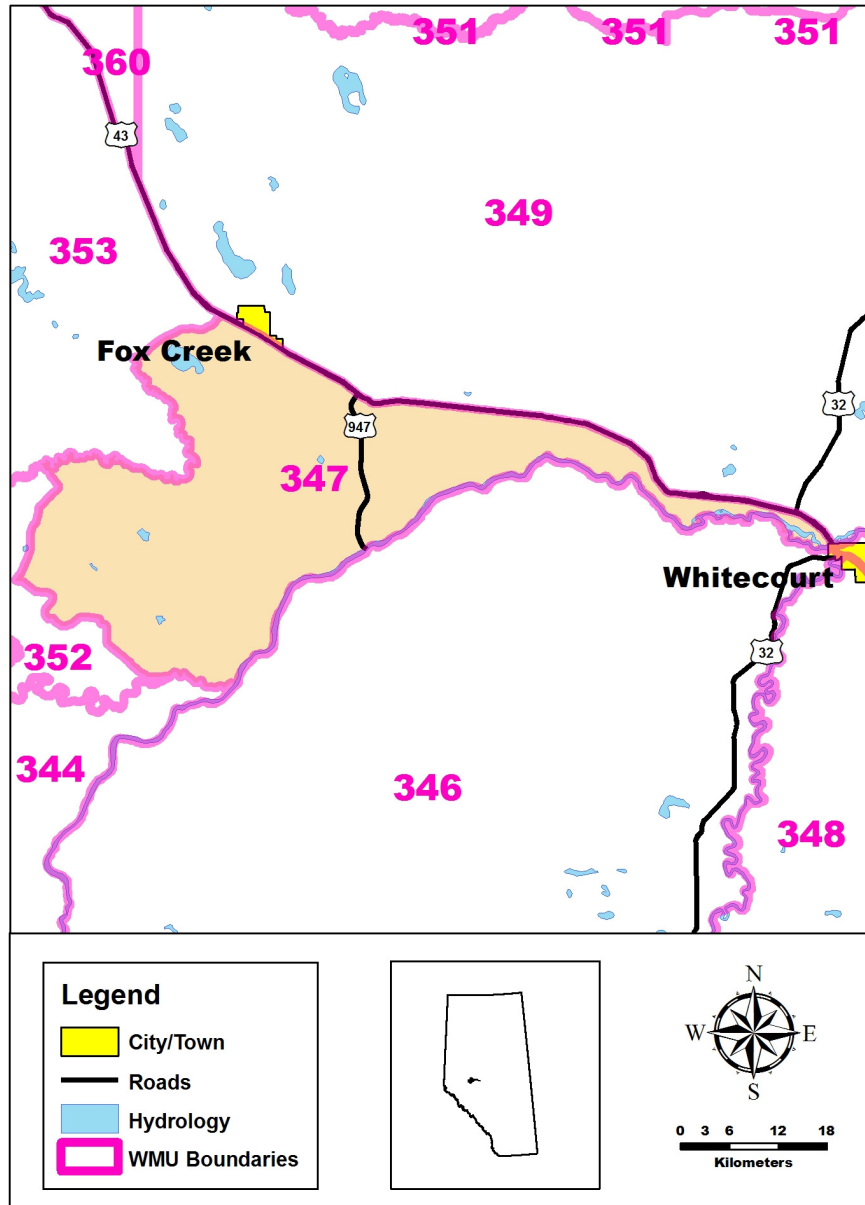 351
351
351
360
43
349
353
Fox Creek
32
947
347
Whitecourt
32
352
344
346
348
Legend
City/Town
Roads
Hydrology
WMU Boundaries
N
W E
S
0 3 6 12 18
Kilometers